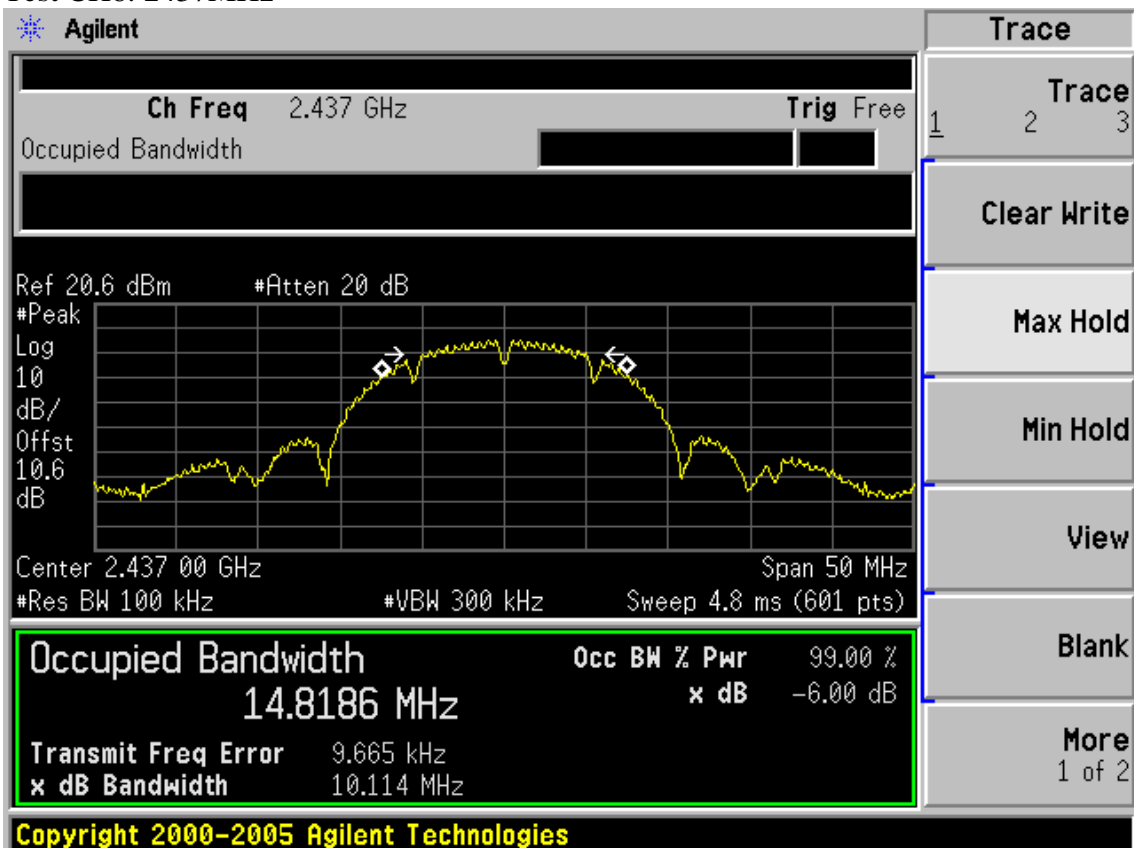 Agilent
Trace
Ch Freq 2.437 GHz Trig Free
Occupied Bandwidth
Trace
1 2 3
Clear Write
Max Hold
Min Hold
View
Blank
More
1 of 2
Ref 20.6 dBm #Atten 20 dB
#Peak
Log
10
dB/
Offst
10.6
dB
Center 2.437 00 GHz Span 50 MHz
#Res BW 100 kHz #VBW 300 kHz Sweep 4.8 ms (601 pts)
Occupied Bandwidth
14.8186 MHz
Occ BW % Pwr 99.00 %
x dB -6.00 dB
Transmit Freq Error 9.665 kHz
x dB Bandwidth 10.114 MHz
Copyright 2000-2005 Agilent Technologies